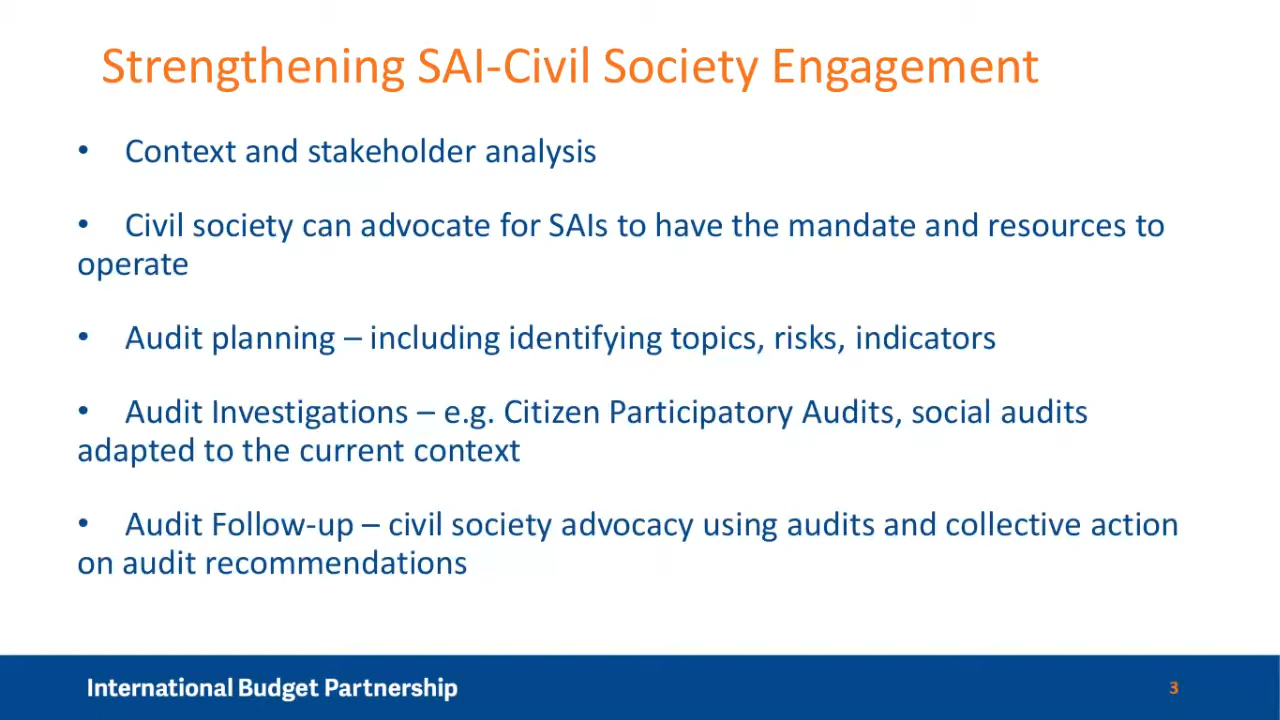 Strengthening SAI-Civil Society Engagement
• Context and stakeholder analysis
• Civil society can advocate for SAIs to have the mandate and resources to
operate
• Audit planning – including identifying topics, risks, indicators
• Audit Investigations – e.g. Citizen Participatory Audits, social audits
adapted to the current context
• Audit Follow-up – civil society advocacy using audits and collective action
on audit recommendations
International Budget Partnership
3